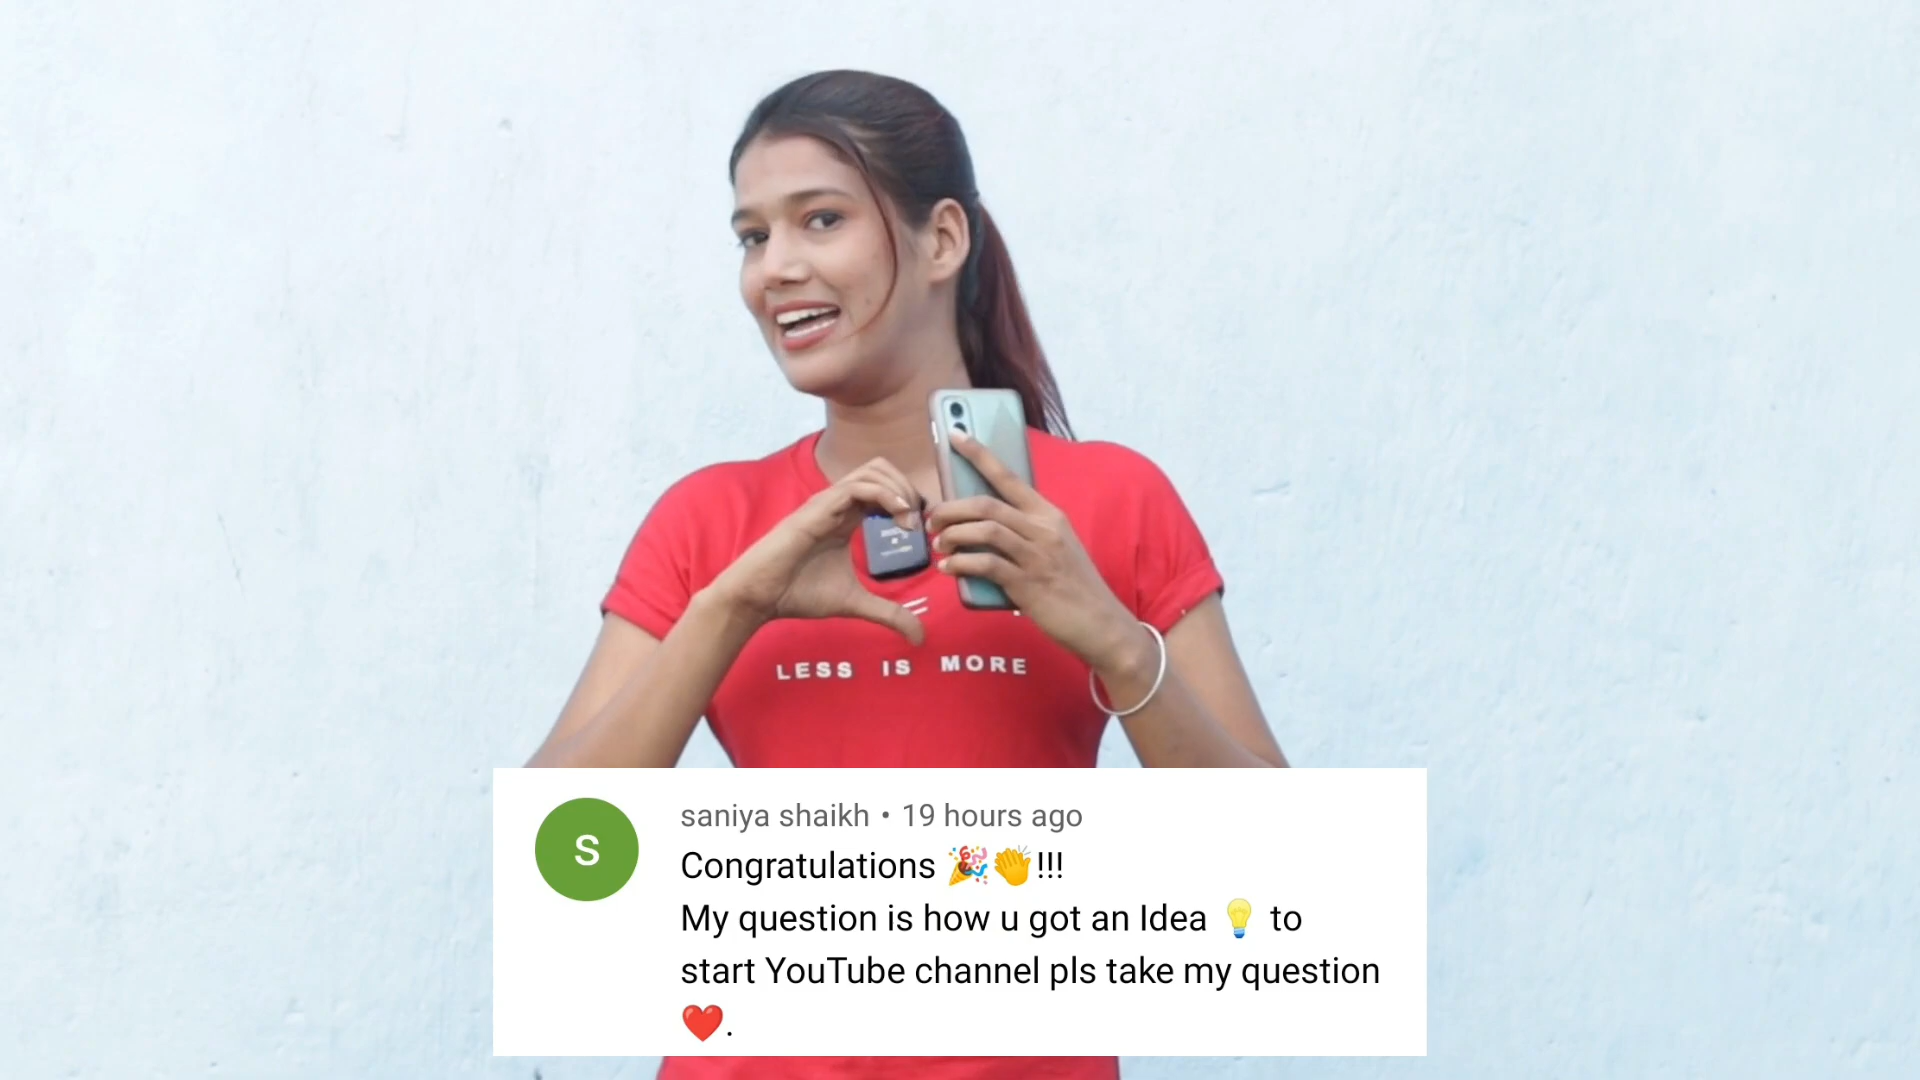 LESS IS MORE
S
saniya shaikh • 19 hours ago
Congratulations 🎉👏!!!
My question is how u got an Idea 💡 to
start YouTube channel pls take my question
❤️.